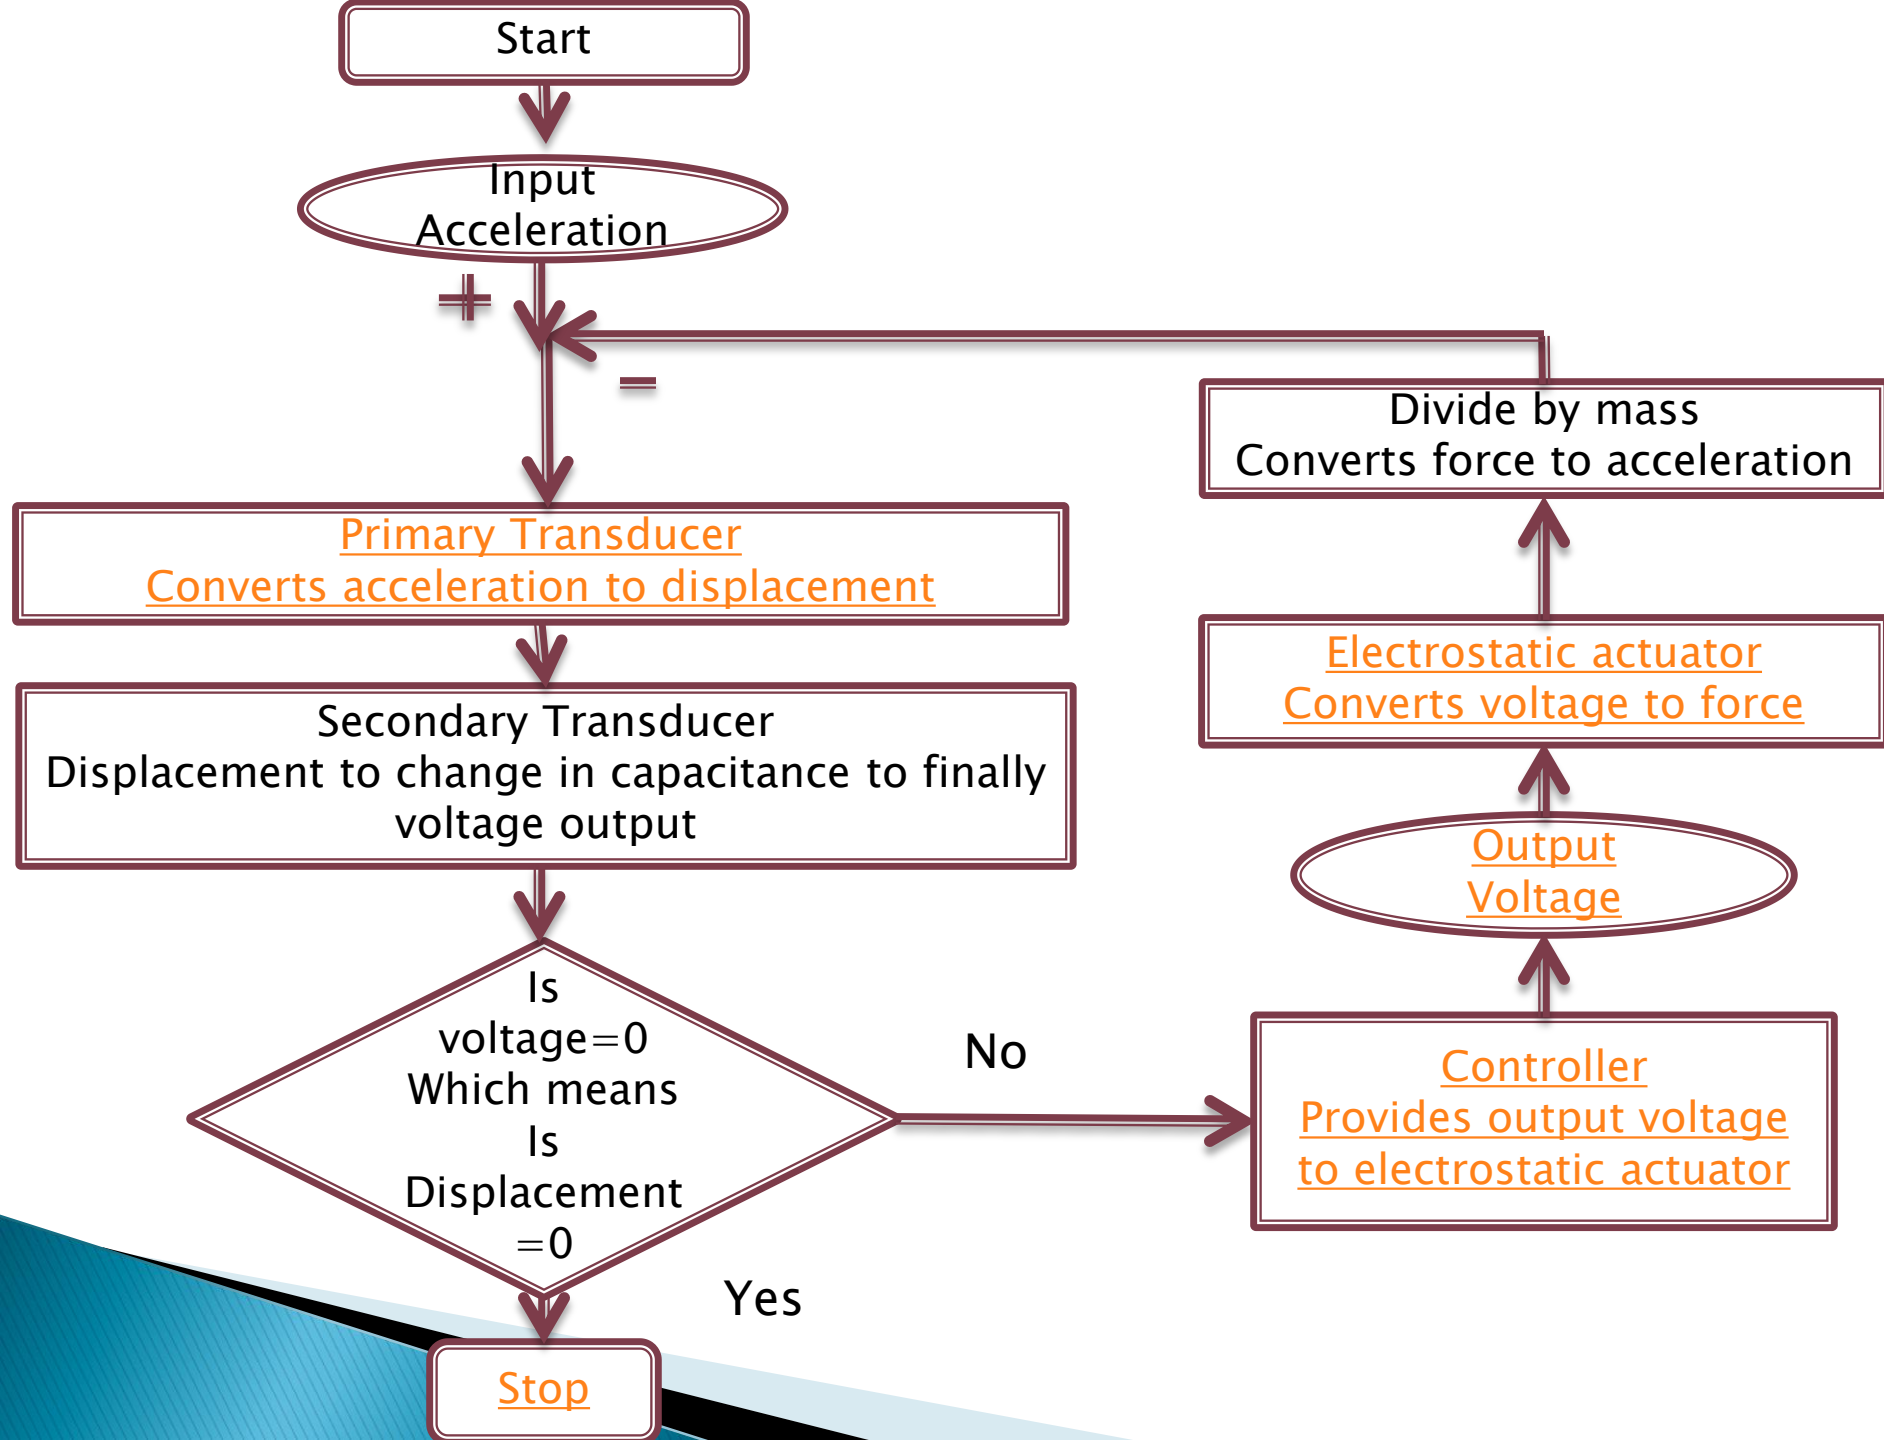 Start
Input
Acceleration
+
−
Primary Transducer
Converts acceleration to displacement
Secondary Transducer
Displacement to change in capacitance to finally
voltage output
Is
voltage=0
Which means
Is
Displacement
=0
Yes
Stop
No
Controller
Provides output voltage
to electrostatic actuator
Output
Voltage
Electrostatic actuator
Converts voltage to force
Divide by mass
Converts force to acceleration